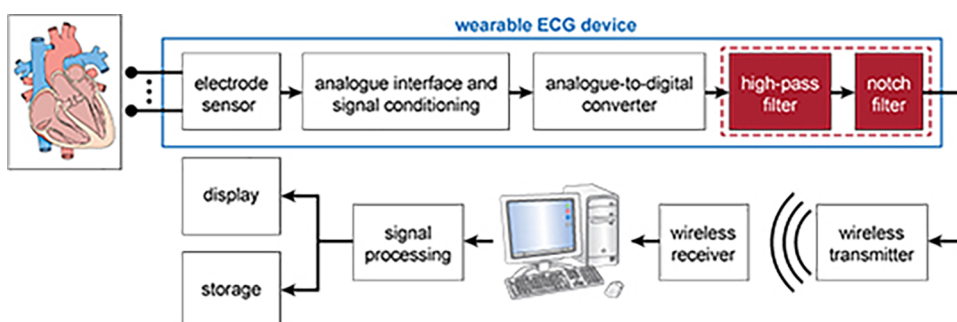 wearable ECG device
electrode
sensor
analogue interface and
signal conditioning
analogue-to-digital
converter
high-pass
filter
notch
filter
display
storage
signal
processing
wireless
receiver
wireless
transmitter